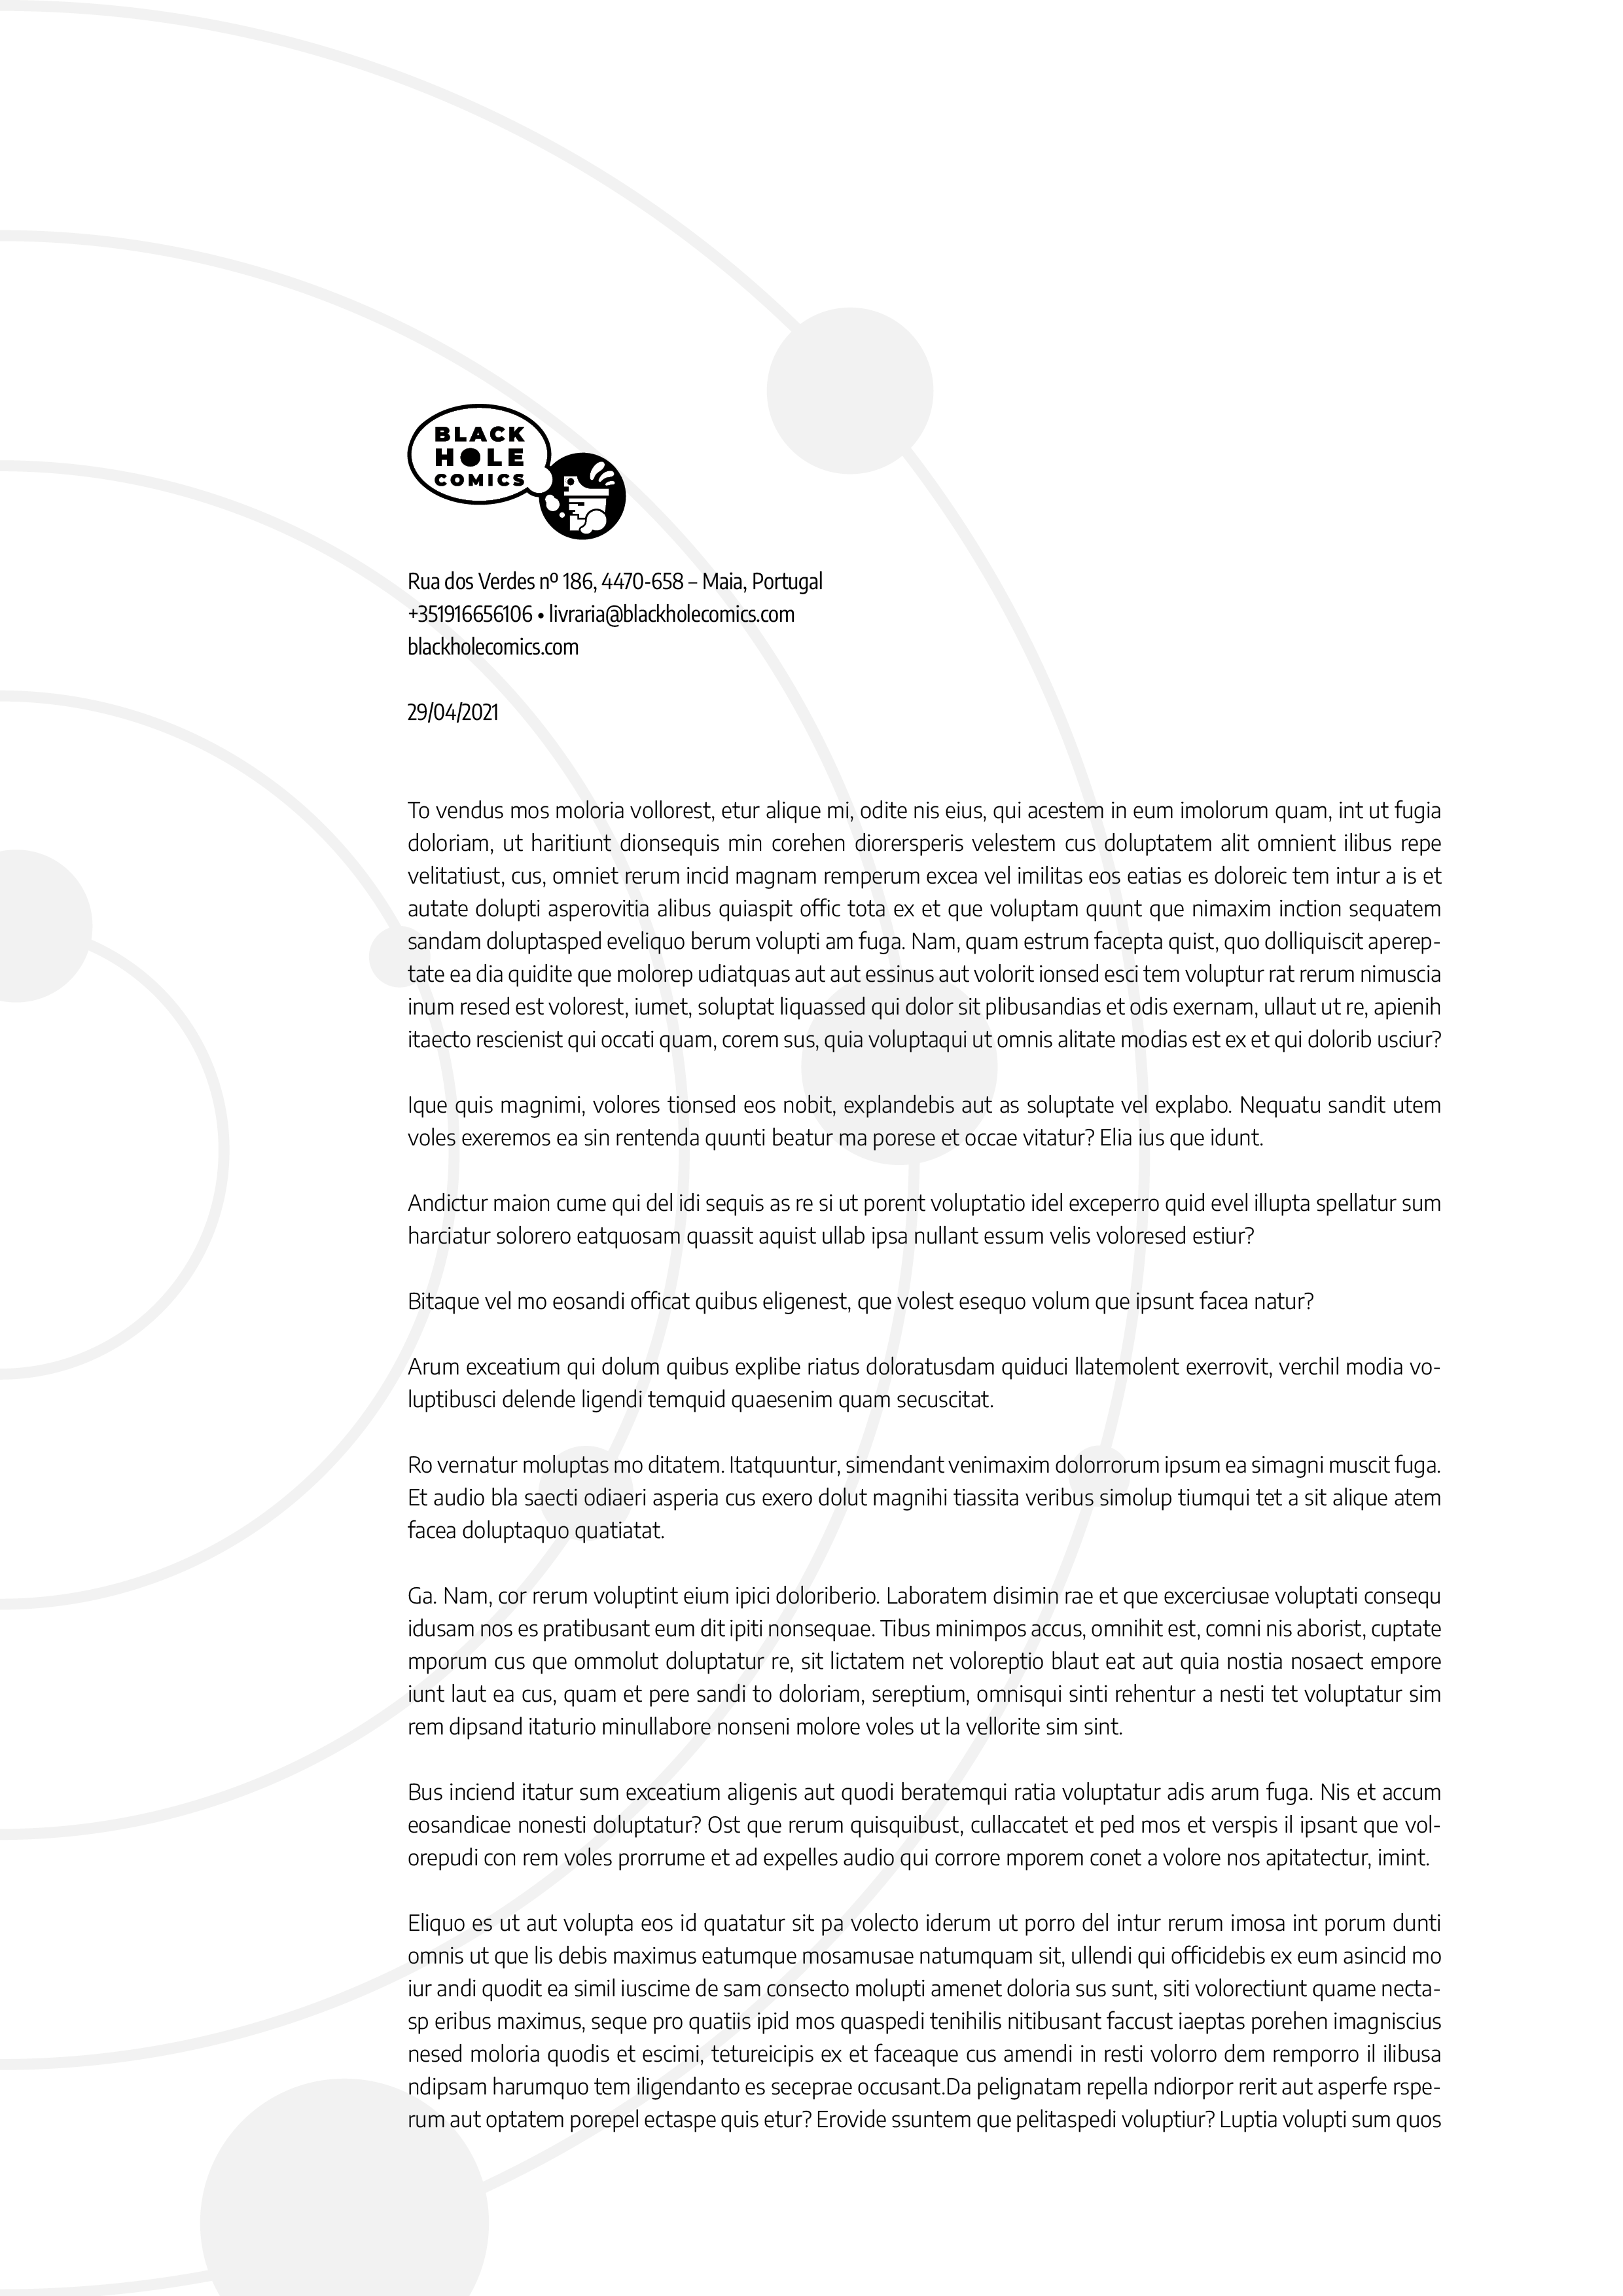 BLACK
HOLE
COMICS
Rua dos Verdes nº 186, 4470-658 – Maia, Portugal
+351916656106 • livraria@blackholecomics.com
blackholecomics.com
29/04/2021
To vendus mos moloria vollorest, etur alique mi, odite nis eius, qui acestem in eum imolorum quam, int ut fugia
doloriam, ut haritiunt dionsequis min corehen diorersperis velestem cus doluptatem alit omnient ilibus repe
velitatiust, cus, omniet rerum incid magnam remperum excea vel imilitas eos eatias es doloreic tem intur a is et
autate dolupti asperovitia alibus quiaspit offic tota ex et que voluptam quunt que nimaxim inction sequatem
sandam doluptasped eveliquo berum volupti am fuga. Nam, quam estrum facepta quist, quo dolliquiscit aperep-
tate ea dia quidite que molorep udiatquas aut aut essinus aut volorit ionsed esci tem voluptur rat rerum nimuscia
inum resed est volorest, iumet, soluptat liquassed qui dolor sit plibusandias et odis exernam, ullaut ut re, apienih
itaecto rescienist qui occati quam, corem sus, quia voluptaqui ut omnis alitate modias est ex et qui dolorib usciur?
Ique quis magnimi, volores tionsed eos nobit, explandebis aut as soluptate vel explabo. Nequatu sandit utem
voles exeremos ea sin rentenda quunti beatur ma porese et occae vitatur? Elia ius que idunt.
Andictur maion cume qui del idi sequis as re si ut porent voluptatio idel exceperro quid evel illupta spellatur sum
harciatur solorero eatquosam quassit aquist ullab ipsa nullant essum velis voloresed estiur?
Bitaque vel mo eosandi officat quibus eligenest, que volest esequo volum que ipsunt facea natur?
Arum exceatium qui dolum quibus explibe riatus doloratusdam quiduci llatemolent exerrovit, verchil modia vo-
luptibusci delende ligendi temquid quaesenim quam secuscitat.
Ro vernatur moluptas mo ditatem. Itatquuntur, simendant venimaxim dolorrorum ipsum ea simagni muscit fuga.
Et audio bla saecti odiaeri asperia cus exero dolut magnihi tiassita veribus simolup tiumqui tet a sit alique atem
facea doluptaquo quatiatat.
Ga. Nam, cor rerum voluptint eium ipici doloriberio. Laboratem disimin rae et que excerciusae voluptati consequ
idusam nos es pratibusant eum dit ipiti nonsequae. Tibus minimpos accus, omnihit est, comni nis aborist, cuptate
mporum cus que ommolut doluptatur re, sit lictatem net voloreptio blaut eat aut quia nostia nosaect empore
iunt laut ea cus, quam et pere sandi to doloriam, sereptium, omnisqui sinti rehentur a nesti tet voluptatur sim
rem dipsand itaturio minullabore nonseni molore voles ut la vellorite sim sint.
Bus inciend itatur sum exceatium aligenis aut quodi beratemqui ratia voluptatur adis arum fuga. Nis et accum
eosandicae nonesti doluptatur? Ost que rerum quisquibust, cullaccatet et ped mos et verspis il ipsant que vol-
orepudi con rem voles prorrume et ad expelles audio qui corrore mporem conet a volore nos apitatectur, imint.
Eliquo es ut aut volupta eos id quatatur sit pa volecto iderum ut porro del intur rerum imosa int porum dunti
omnis ut que lis debis maximus eatumque mosamusae natumquam sit, ullendi qui officidebis ex eum asincid mo
iur andi quodit ea simil iuscime de sam consecto molupti amenet doloria sus sunt, siti volorectiunt quame necta-
sp eribus maximus, seque pro quatiis ipid mos quaspedi tenihilis nitibusant faccust iaeptas porehen imagniscius
nesed moloria quodis et escimi, tetureicipis ex et faceaque cus amendi in resti volorro dem remporro il ilibusa
ndipsam harumquo tem iligendanto es seceprae occusant.Da pelignatam repella ndiorpor rerit aut asperfe rspe-
rum aut optatem porepel ectaspe quis etur? Erovide ssuntem que pelitaspedi voluptiur? Luptia volupti sum quos